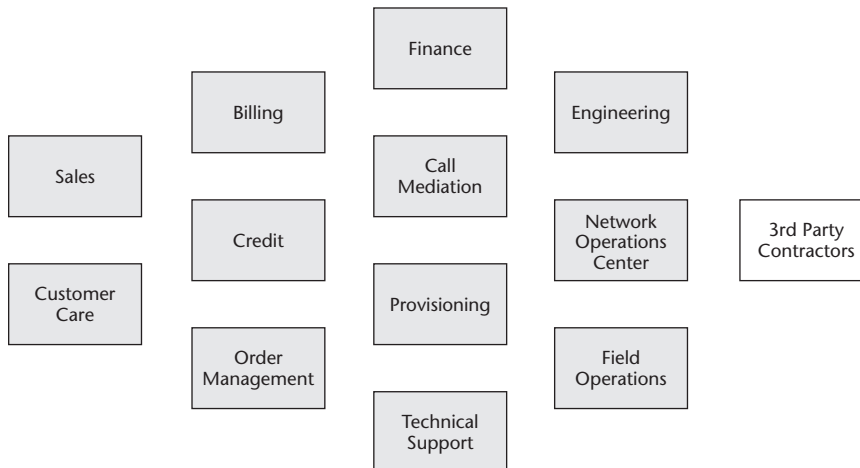 Finance
Billing
Engineering
Sales
Call
Mediation
Credit
Network
Operations
Center
3rd Party
Contractors
Customer
Care
Provisioning
Order
Management
Field
Operations
Technical
Support